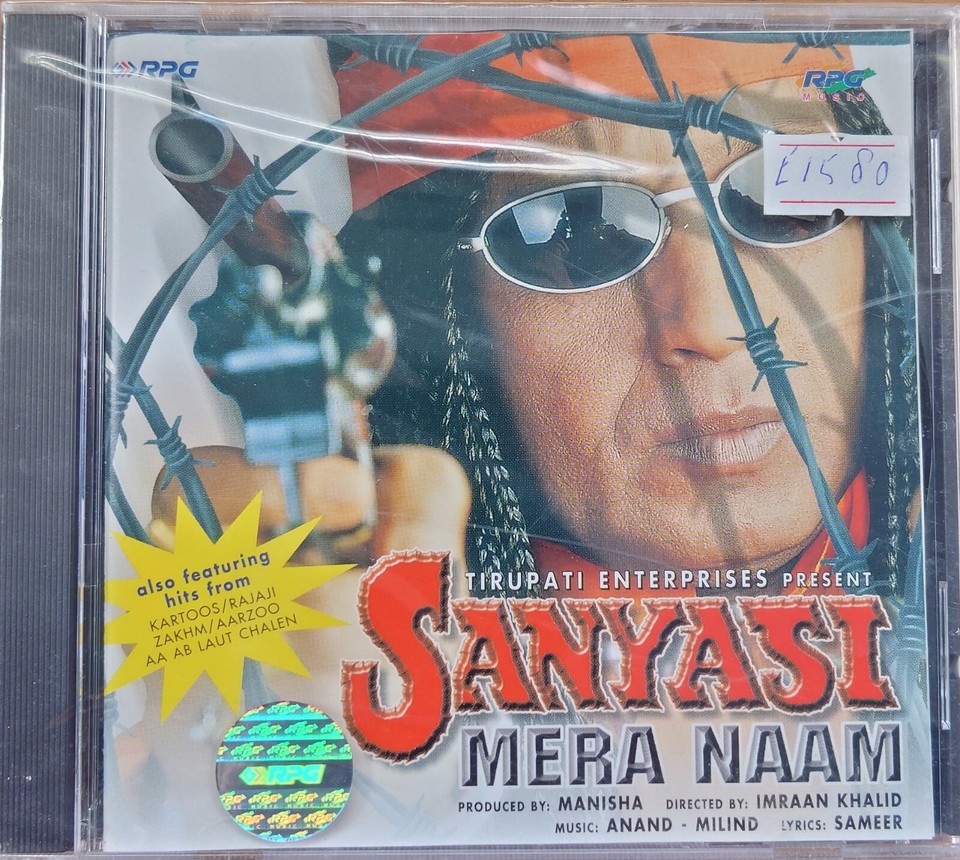 RPG
RPG
MUSIC
£15 80
also featuring
hits from
KARTOOS/RAJAJI
ZAKHM/AARZOO
AA AB LAUT CHALEN
TIRUPATI ENTERPRISES PRESENT
SANYASI
MERA NAAM
RPG
PRODUCED BY: MANISHA DIRECTED BY: IMRAAN KHALID
MUSIC: ANAND - MILIND LYRICS: SAMEER